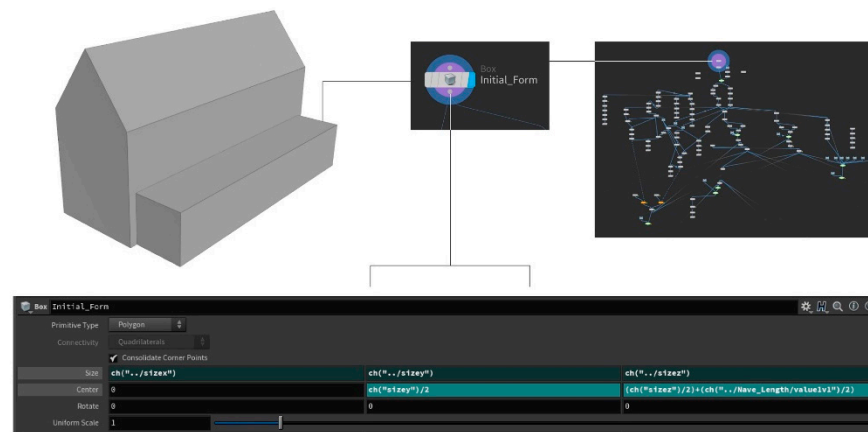 Box
Initial_Form
Box Initial_Form
Primitive Type Polygon
Connectivity Quadrilaterals
Consolidate Corner Points
Size ch("../sizex") ch("../sizey") ch("../sizez")
Center 0 ch("sizey")/2 (ch("sizez")/2)+(ch("../Nave_Length/value1v1")/2)
Rotate 0 0 0
Uniform Scale 1